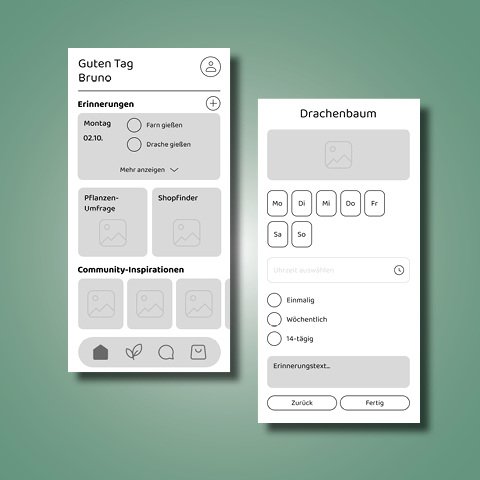 Guten Tag
Bruno
Erinnerungen
Montag
02.10.
Farn gießen
Drache gießen
Mehr anzeigen
Pflanzen-
Umfrage
Shopfinder
Community-Inspirationen
Drachenbaum
Mo Di Mi Do Fr
Sa So
Uhrzeit auswählen
Einmalig
Wöchentlich
14-tägig
Erinnerungstext...
Zurück Fertig